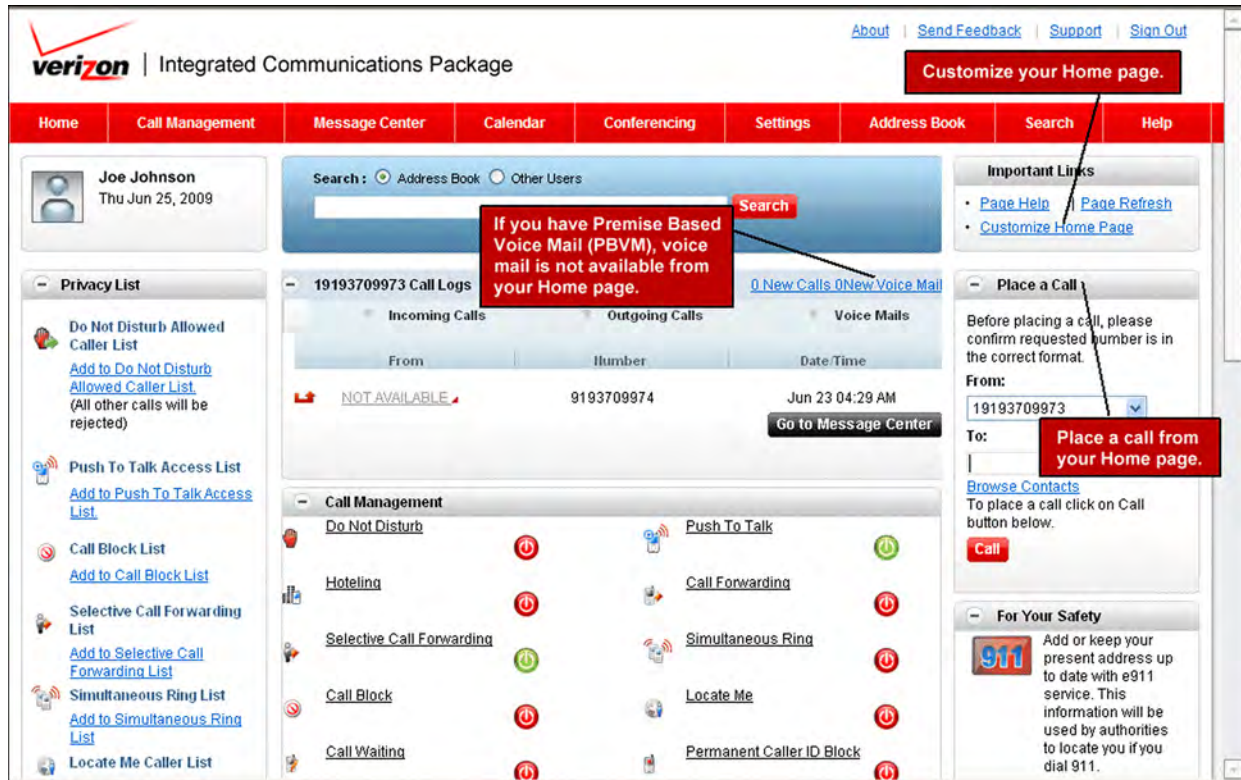 About | Send Feedback | Support | Sign Out
verizon | Integrated Communications Package
Customize your Home page.
Home Call Management Message Center Calendar Conferencing Settings Address Book Search Help
Joe Johnson
Thu Jun 25, 2009
Search : Address Book Other Users
Search
If you have Premise Based
Voice Mail (PBVM), voice
mail is not available from
your Home page.
Important Links
• Page Help | Page Refresh
• Customize Home Page
Privacy List
Do Not Disturb Allowed
Caller List
Add to Do Not Disturb
Allowed Caller List.
(All other calls will be
rejected)
Push To Talk Access List
Add to Push To Talk Access
List.
Call Block List
Add to Call Block List
Selective Call Forwarding
List
Add to Selective Call
Forwarding List
Simultaneous Ring List
Add to Simultaneous Ring
List
Locate Me Caller List
19193709973 Call Logs
0 New Calls 0New Voice Mail
Incoming Calls Outgoing Calls Voice Mails
From Number Date/Time
NOT AVAILABLE 9193709974 Jun 23 04:29 AM
Go to Message Center
Call Management
Do Not Disturb Push To Talk
Hoteling Call Forwarding
Selective Call Forwarding Simultaneous Ring
Call Block Locate Me
Call Waiting Permanent Caller ID Block
Place a Call
Before placing a call, please
confirm requested number is in
the correct format.
From:
19193709973
To:
Place a call from
your Home page.
Browse Contacts
To place a call click on Call
button below.
Call
For Your Safety
911
Add or keep your
present address up
to date with e911
service. This
information will be
used by authorities
to locate you if you
dial 911.